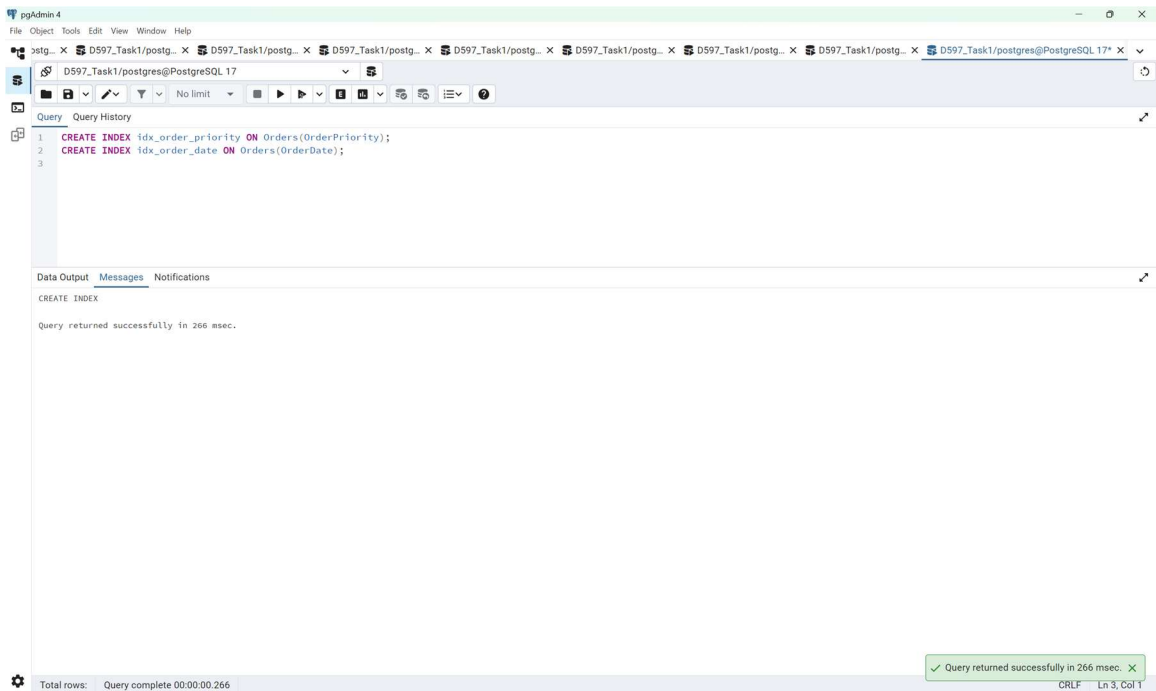 pgAdmin 4
File Object Tools Edit View Window Help
ostg... D597_Task1/postg... D597_Task1/postg... D597_Task1/postg... D597_Task1/postg... D597_Task1/postg... D597_Task1/postg... D597_Task1/postg... D597_Task1/postgres@PostgreSQL 17*
D597_Task1/postgres@PostgreSQL 17
No limit E
Query Query History
1 CREATE INDEX idx_order_priority ON Orders(OrderPriority);
2 CREATE INDEX idx_order_date ON Orders(OrderDate);
3
Data Output Messages Notifications
CREATE INDEX
Query returned successfully in 266 msec.
Query returned successfully in 266 msec.
Total rows: Query complete 00:00:00.266 CRLF Ln 3, Col 1